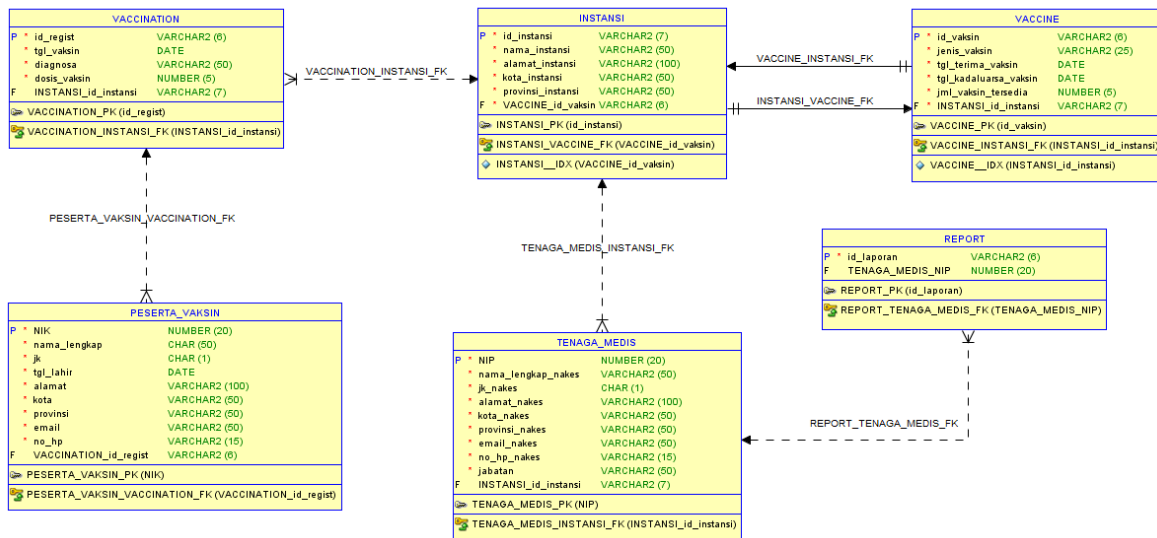 VACCINATION
P * id_regist VARCHAR2 (6)
* tgl_vaksin DATE
* diagnosa VARCHAR2 (50)
* dosis_vaksin NUMBER (5)
F INSTANSI_id_instansi VARCHAR2 (7)
VACCINATION_PK (id_regist)
VACCINATION_INSTANSI_FK (INSTANSI_id_instansi)
VACCINATION_INSTANSI_FK
INSTANSI
P * id_instansi VARCHAR2 (7)
* nama_instansi VARCHAR2 (50)
* alamat_instansi VARCHAR2 (100)
* kota_instansi VARCHAR2 (50)
* provinsi_instansi VARCHAR2 (50)
F * VACCINE_id_vaksin VARCHAR2 (6)
INSTANSI_PK (id_instansi)
INSTANSI_VACCINE_FK (VACCINE_id_vaksin)
INSTANSI__IDX (VACCINE_id_vaksin)
VACCINE_INSTANSI_FK
INSTANSI_VACCINE_FK
VACCINE
P * id_vaksin VARCHAR2 (6)
* jenis_vaksin VARCHAR2 (25)
* tgl_terima_vaksin DATE
* tgl_kadaluarsa_vaksin DATE
* jml_vaksin_tersedia NUMBER (5)
F * INSTANSI_id_instansi VARCHAR2 (7)
VACCINE_PK (id_vaksin)
VACCINE_INSTANSI_FK (INSTANSI_id_instansi)
VACCINE__IDX (INSTANSI_id_instansi)
PESERTA_VAKSIN_VACCINATION_FK
TENAGA_MEDIS_INSTANSI_FK
REPORT
P * id_laporan VARCHAR2 (6)
F TENAGA_MEDIS_NIP NUMBER (20)
REPORT_PK (id_laporan)
REPORT_TENAGA_MEDIS_FK (TENAGA_MEDIS_NIP)
PESERTA_VAKSIN
P * NIK NUMBER (20)
* nama_lengkap CHAR (50)
* jk CHAR (1)
* tgl_lahir DATE
* alamat VARCHAR2 (100)
* kota VARCHAR2 (50)
* provinsi VARCHAR2 (50)
* email VARCHAR2 (50)
* no_hp VARCHAR2 (15)
F VACCINATION_id_regist VARCHAR2 (6)
PESERTA_VAKSIN_PK (NIK)
PESERTA_VAKSIN_VACCINATION_FK (VACCINATION_id_regist)
TENAGA_MEDIS
P * NIP NUMBER (20)
* nama_lengkap_nakes VARCHAR2 (50)
* jk_nakes CHAR (1)
* alamat_nakes VARCHAR2 (100)
* kota_nakes VARCHAR2 (50)
* provinsi_nakes VARCHAR2 (50)
* email_nakes VARCHAR2 (50)
* no_hp_nakes VARCHAR2 (15)
* jabatan VARCHAR2 (50)
F INSTANSI_id_instansi VARCHAR2 (7)
TENAGA_MEDIS_PK (NIP)
TENAGA_MEDIS_INSTANSI_FK (INSTANSI_id_instansi)
REPORT_TENAGA_MEDIS_FK